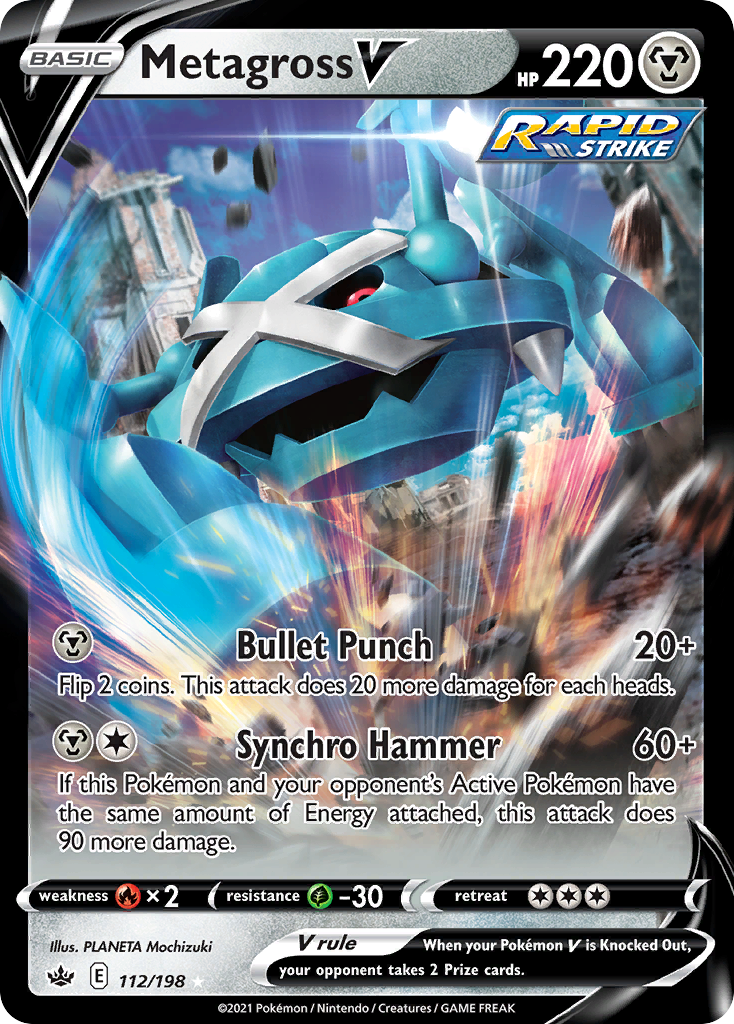 BASIC Metagross V HP 220
RAPID
STRIKE
Bullet Punch 20+
Flip 2 coins. This attack does 20 more damage for each heads.
Synchro Hammer 60+
If this Pokémon and your opponent's Active Pokémon have
the same amount of Energy attached, this attack does
90 more damage.
weakness ×2 resistance -30 retreat
Illus. PLANETA Mochizuki
V rule When your Pokémon V is Knocked Out,
your opponent takes 2 Prize cards.
E 112/198 ★
©2021 Pokémon / Nintendo / Creatures / GAME FREAK